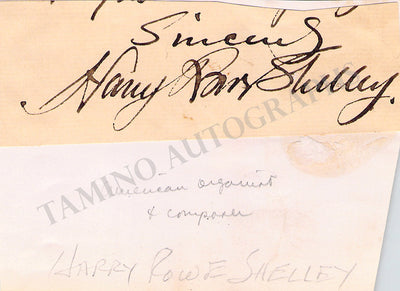 Sincerely
Harry Rowe Shelley.
TAMINO AUTOGRAPHS
American organist
& composer
HARRY ROWE SHELLEY